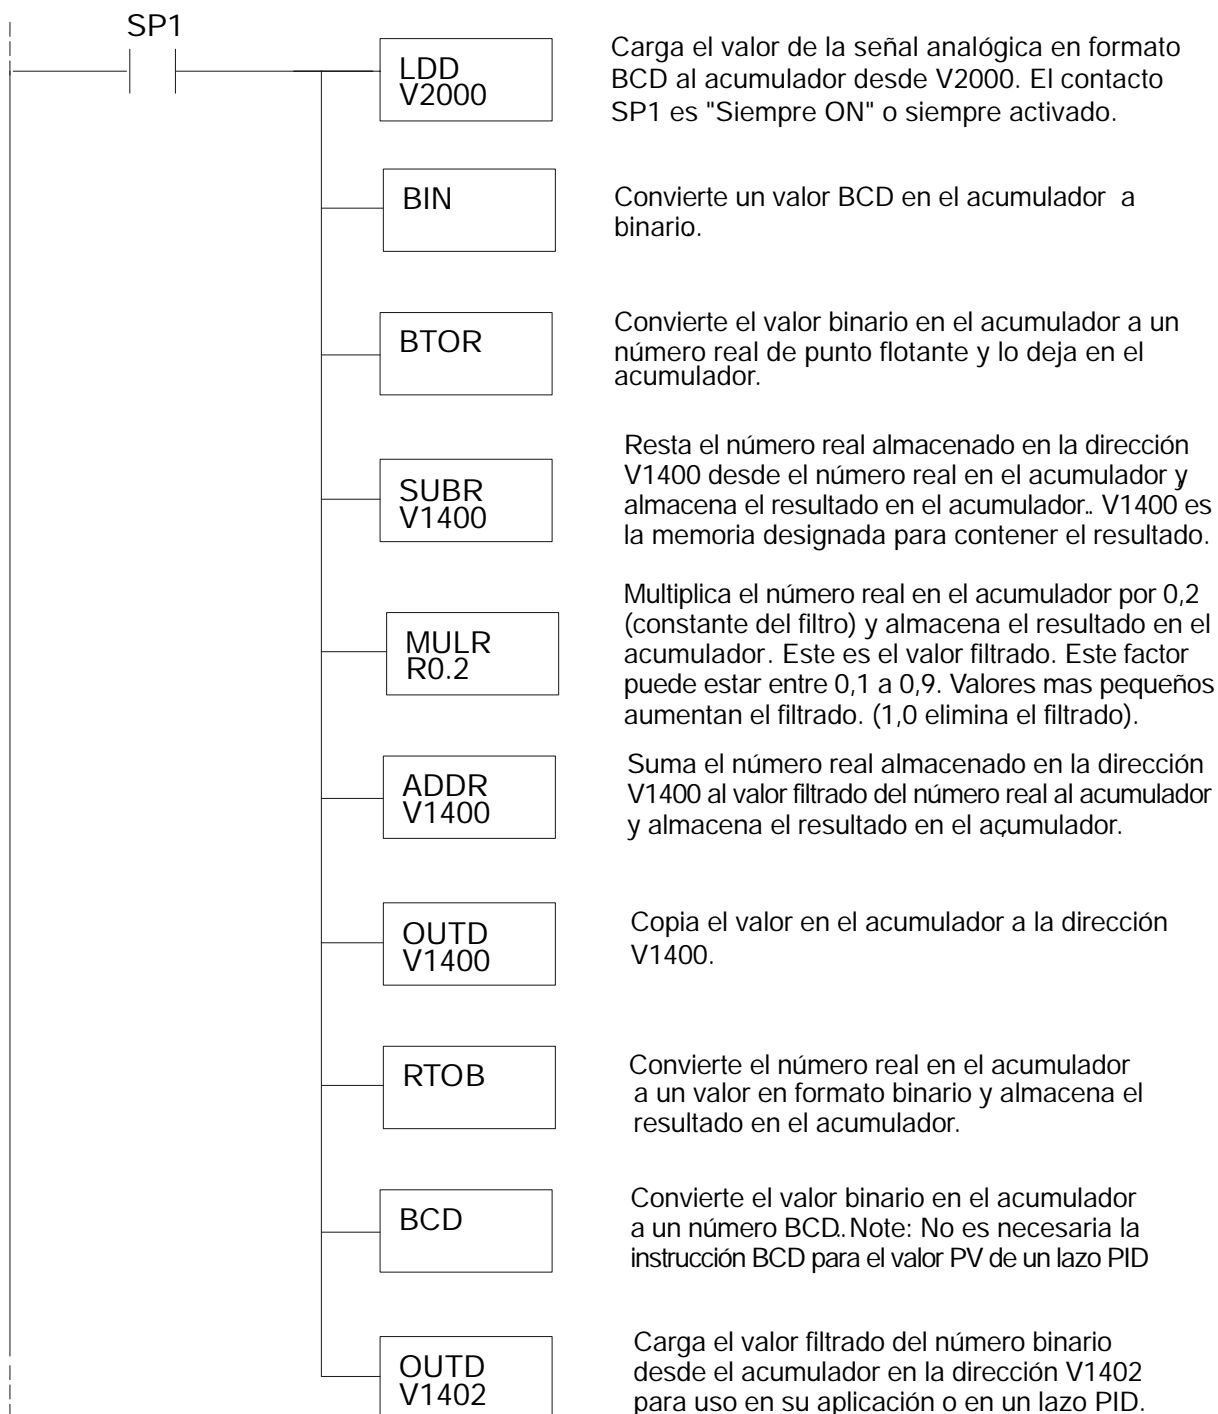 SP1
LDD
V2000
Carga el valor de la señal analógica en formato
BCD al acumulador desde V2000. El contacto
SP1 es "Siempre ON" o siempre activado.
BIN
Convierte un valor BCD en el acumulador a
binario.
BTOR
Convierte el valor binario en el acumulador a un
número real de punto flotante y lo deja en el
acumulador.
SUBR
V1400
Resta el número real almacenado en la dirección
V1400 desde el número real en el acumulador y
almacena el resultado en el acumulador.. V1400 es
la memoria designada para contener el resultado.
MULR
R0.2
Multiplica el número real en el acumulador por 0,2
(constante del filtro) y almacena el resultado en el
acumulador. Este es el valor filtrado. Este factor
puede estar entre 0,1 a 0,9. Valores mas pequeños
aumentan el filtrado. (1,0 elimina el filtrado).
ADDR
V1400
Suma el número real almacenado en la dirección
V1400 al valor filtrado del número real al acumulador
y almacena el resultado en el acumulador.
OUTD
V1400
Copia el valor en el acumulador a la dirección
V1400.
RTOB
Convierte el número real en el acumulador
a un valor en formato binario y almacena el
resultado en el acumulador.
BCD
Convierte el valor binario en el acumulador
a un número BCD.. Note: No es necesaria la
instrucción BCD para el valor PV de un lazo PID
OUTD
V1402
Carga el valor filtrado del número binario
desde el acumulador en la dirección V1402
para uso en su aplicación o en un lazo PID.